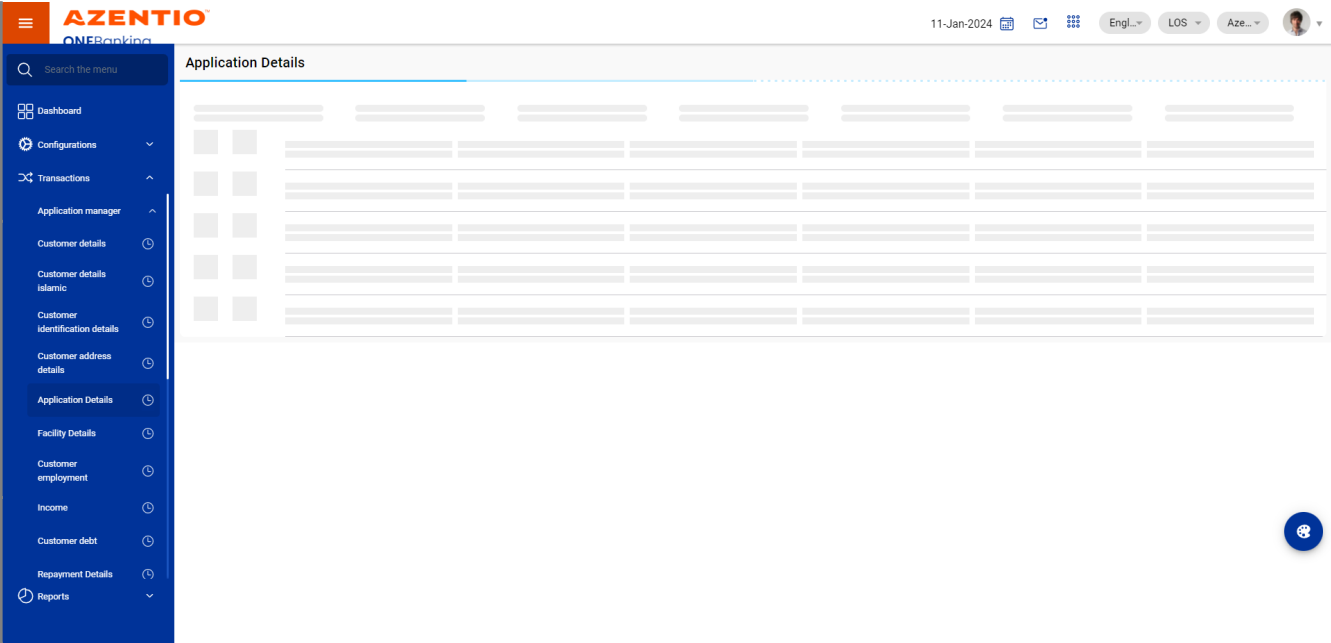 AZENTIO™
ONEBanking
11-Jan-2024
Engl...
LOS
Aze...
Search the menu
Application Details
Dashboard
Configurations
Transactions
Application manager
Customer details
Customer details
islamic
Customer
identification details
Customer address
details
Application Details
Facility Details
Customer
employment
Income
Customer debt
Repayment Details
Reports